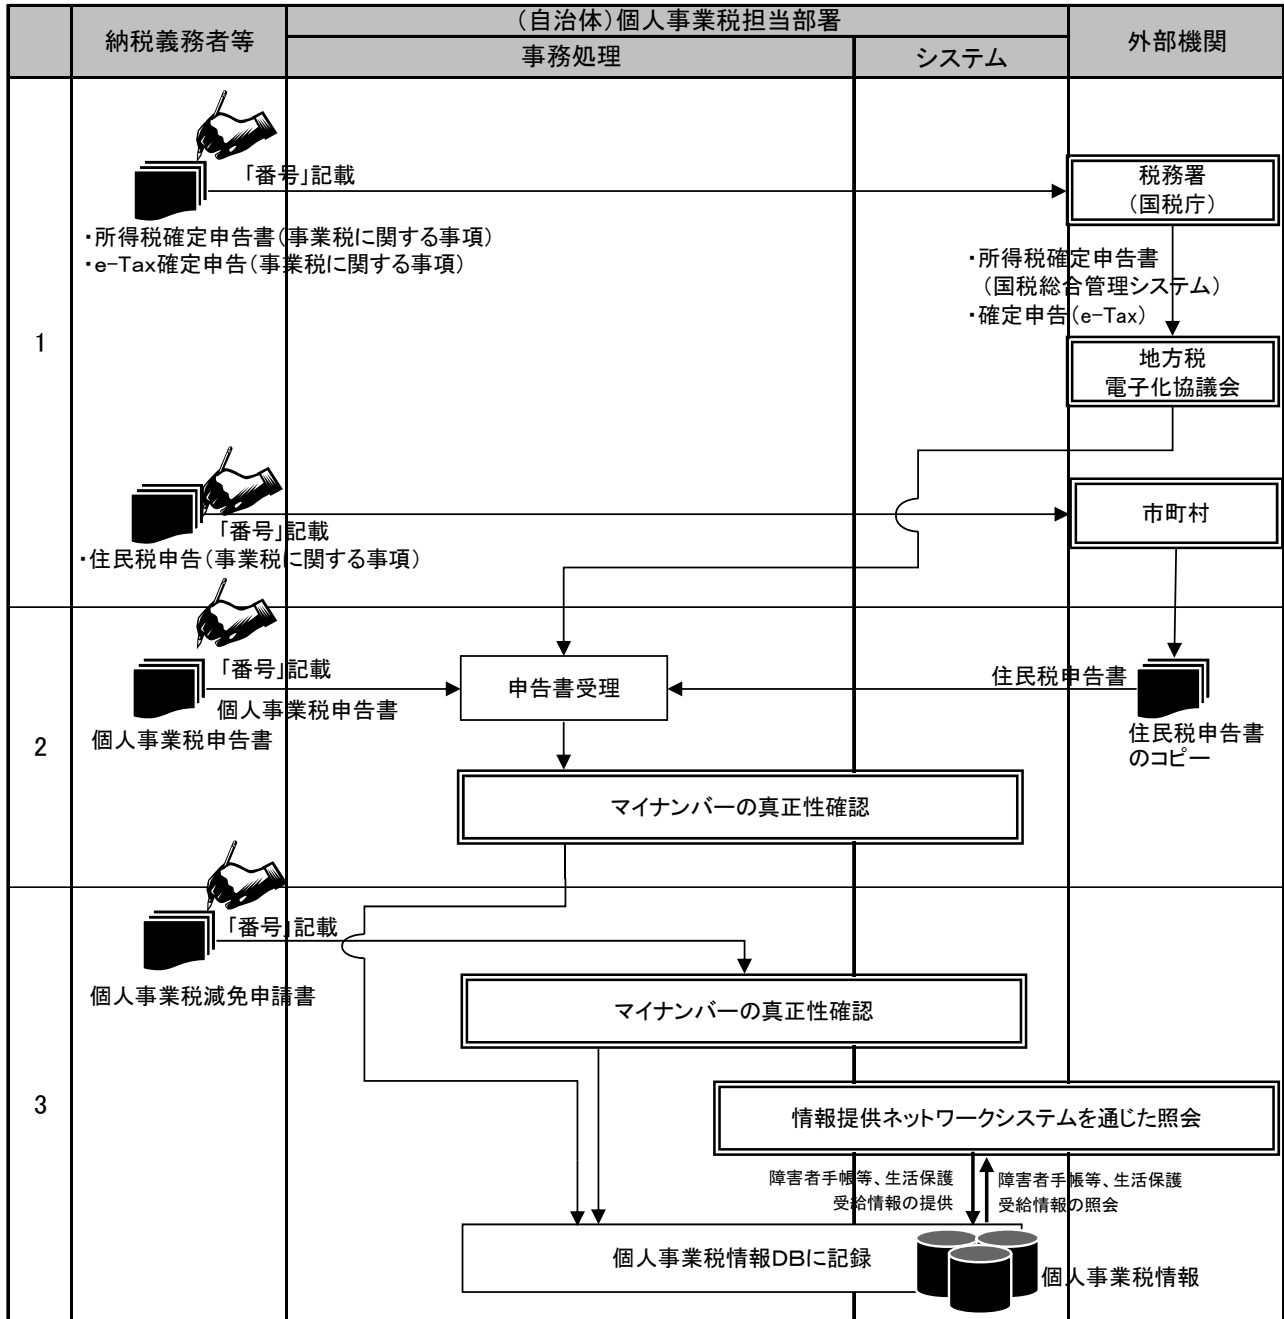 納税義務者等
（自治体）個人事業税担当部署
事務処理
システム
外部機関
1
「番号」記載
・所得税確定申告書（事業税に関する事項）
・e-Tax確定申告（事業税に関する事項）
税務署
（国税庁）
・所得税確定申告書
（国税総合管理システム）
・確定申告（e-Tax）
地方税
電子化協議会
「番号」記載
・住民税申告（事業税に関する事項）
市町村
2
「番号」記載
個人事業税申告書
個人事業税申告書
申告書受理
住民税申告書
住民税申告書
のコピー
マイナンバーの真正性確認
3
「番号」記載
個人事業税減免申請書
マイナンバーの真正性確認
情報提供ネットワークシステムを通じた照会
障害者手帳等、生活保護
受給情報の提供
障害者手帳等、生活保護
受給情報の照会
個人事業税情報DBに記録
個人事業税情報